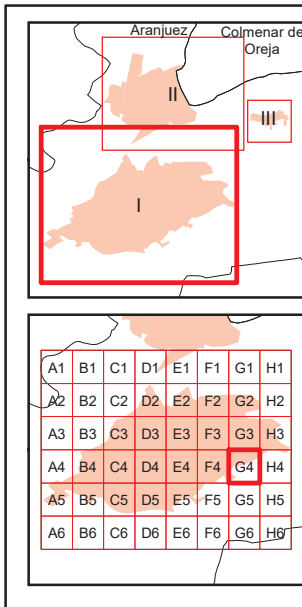 Aranjuez Colmenar de
Oreja
II
III
I
A1 B1 C1 D1 E1 F1 G1 H1
A2 B2 C2 D2 E2 F2 G2 H2
A3 B3 C3 D3 E3 F3 G3 H3
A4 B4 C4 D4 E4 F4 G4 H4
A5 B5 C5 D5 E5 F5 G5 H5
A6 B6 C6 D6 E6 F6 G6 H6